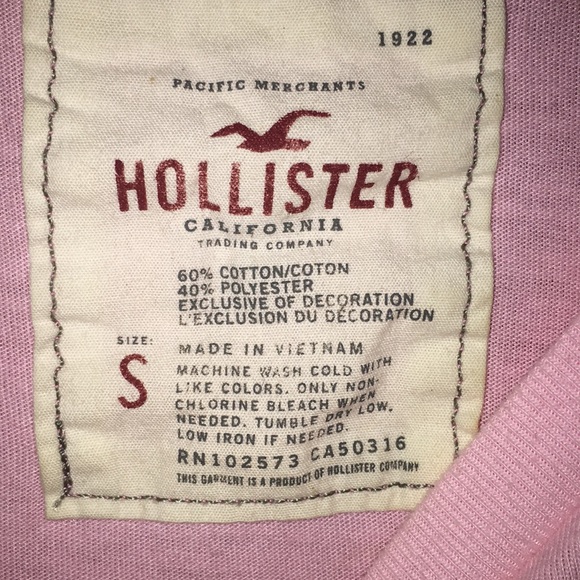 1922
PACIFIC MERCHANTS
HOLLISTER
CALIFORNIA
TRADING COMPANY
60% COTTON/COTON
40% POLYESTER
EXCLUSIVE OF DECORATION
L'EXCLUSION DU DÉCORATION
SIZE:
S
MADE IN VIETNAM
MACHINE WASH COLD WITH
LIKE COLORS. ONLY NON-
CHLORINE BLEACH WHEN
NEEDED. TUMBLE DRY LOW.
LOW IRON IF NEEDED.
RN102573 CA50316
THIS GARMENT IS A PRODUCT OF HOLLISTER COMPANY